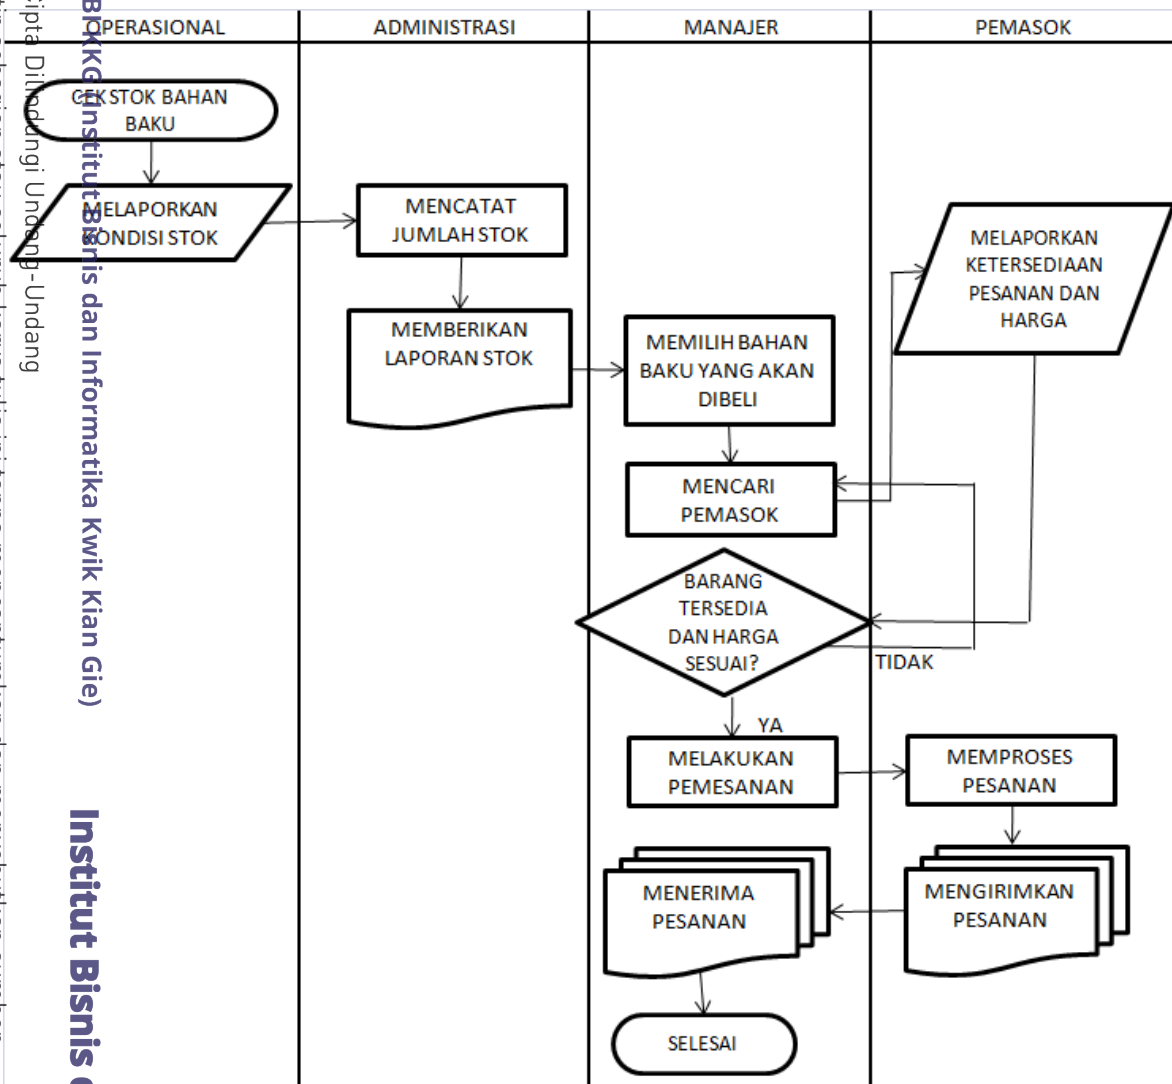 OPERASIONAL
ADMINISTRASI
MANAJER
PEMASOK
CEK STOK BAHAN
BAKU
MELAPORKAN
KONDISI STOK
MENCATAT
JUMLAH STOK
MEMBERIKAN
LAPORAN STOK
MEMILIH BAHAN
BAKU YANG AKAN
DIBELI
MENCARI
PEMASOK
MELAPORKAN
KETERSEDIAAN
PESANAN DAN
HARGA
BARANG
TERSEDIA
DAN HARGA
SESUAI?
TIDAK
YA
MELAKUKAN
PEMESANAN
MEMPROSES
PESANAN
MENGIRIMKAN
PESANAN
MENERIMA
PESANAN
SELESAI
BI KKG (Institut Bisnis dan Informatika Kwik Kian Gie)
Cipta Dilindungi Undang-Undang
Institut Bisnis